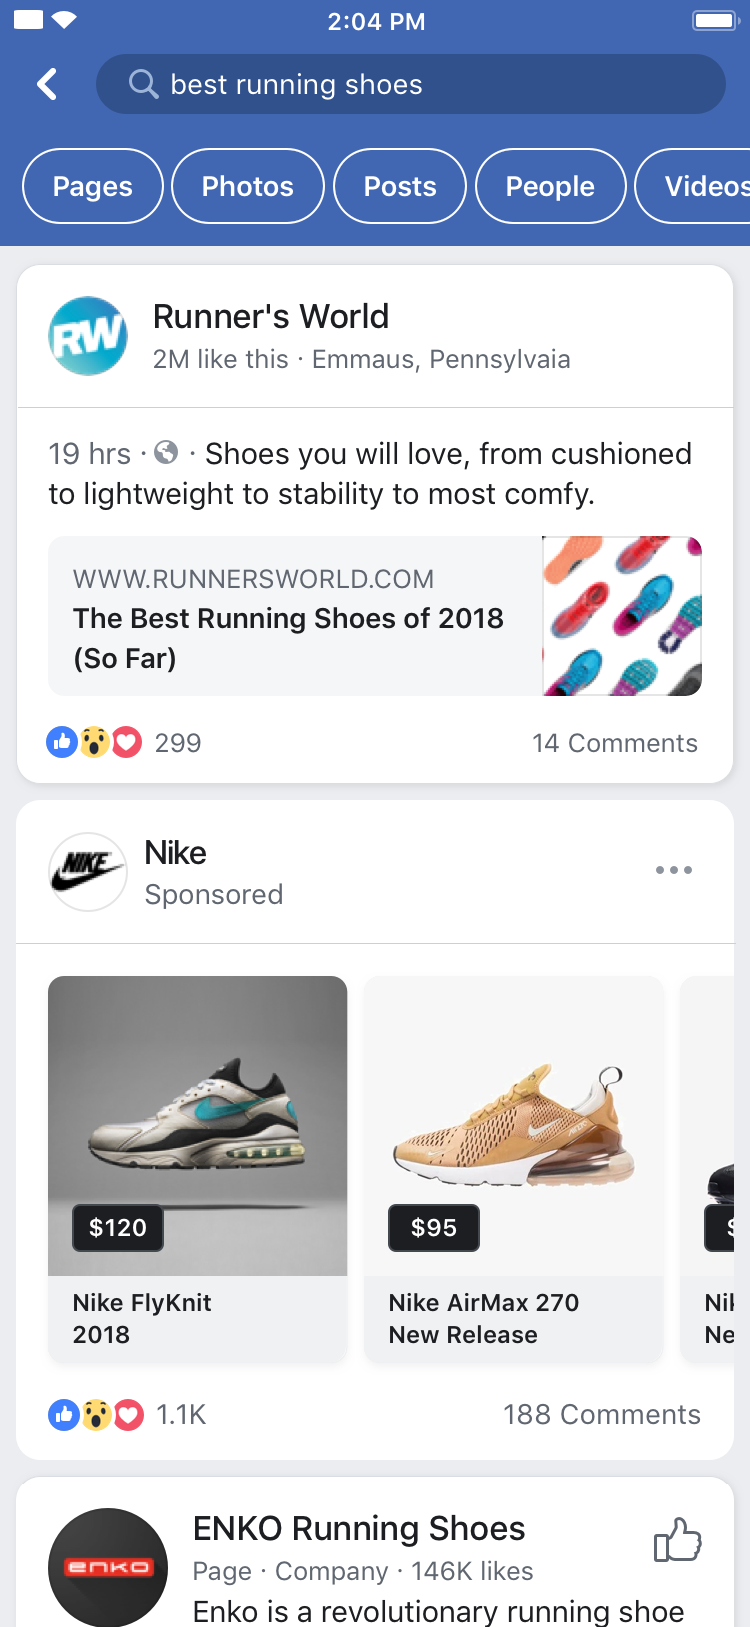 2:04 PM
best running shoes
Pages
Photos
Posts
People
Videos
RW
Runner's World
2M like this · Emmaus, Pennsylvaia
19 hrs · · Shoes you will love, from cushioned
to lightweight to stability to most comfy.
WWW.RUNNERSWORLD.COM
The Best Running Shoes of 2018
(So Far)
299
14 Comments
NIKE
Nike
Sponsored
$120
$95
$
Nike FlyKnit
2018
Nike AirMax 270
New Release
Ni
Ne
1.1K
188 Comments
enko
ENKO Running Shoes
Page · Company · 146K likes
Enko is a revolutionary running shoe